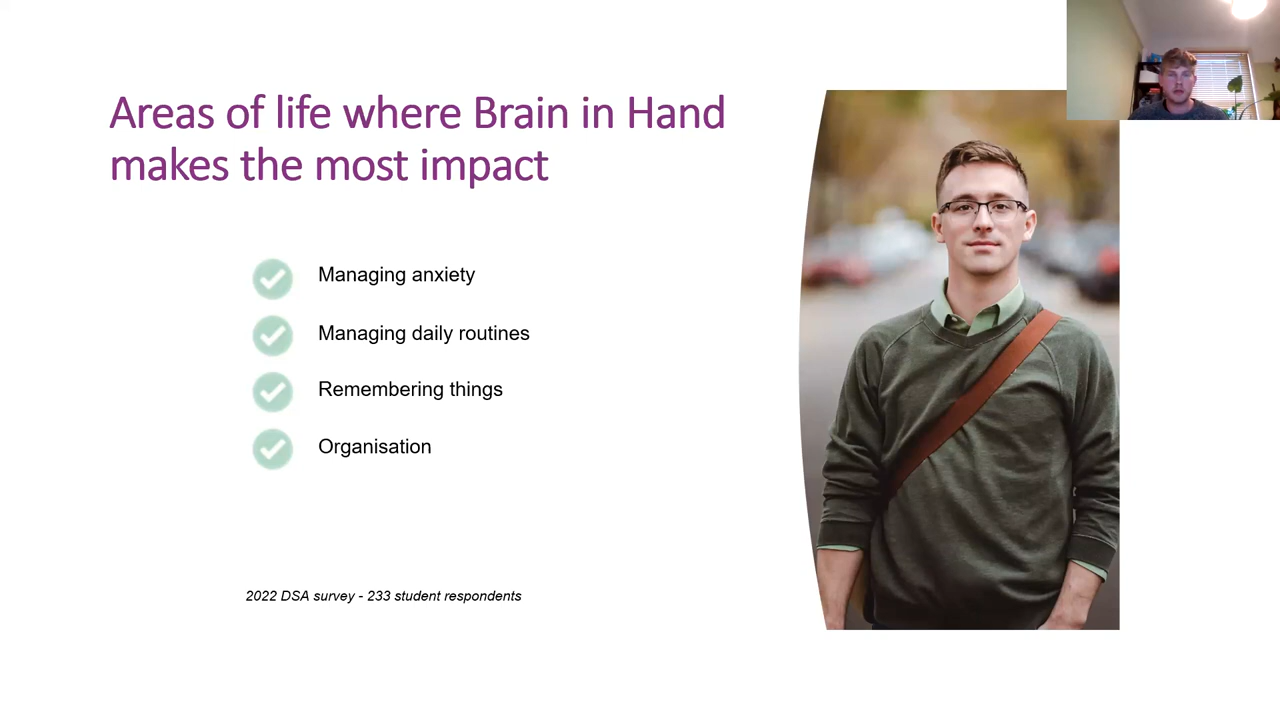 Areas of life where Brain in Hand
makes the most impact
Managing anxiety
Managing daily routines
Remembering things
Organisation
2022 DSA survey - 233 student respondents